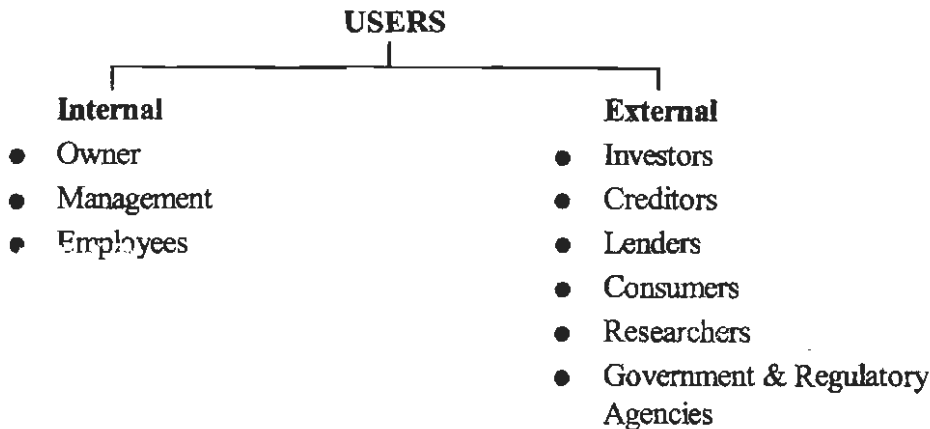 USERS
Internal
● Owner
● Management
● Employees
External
● Investors
● Creditors
● Lenders
● Consumers
● Researchers
● Government & Regulatory
Agencies